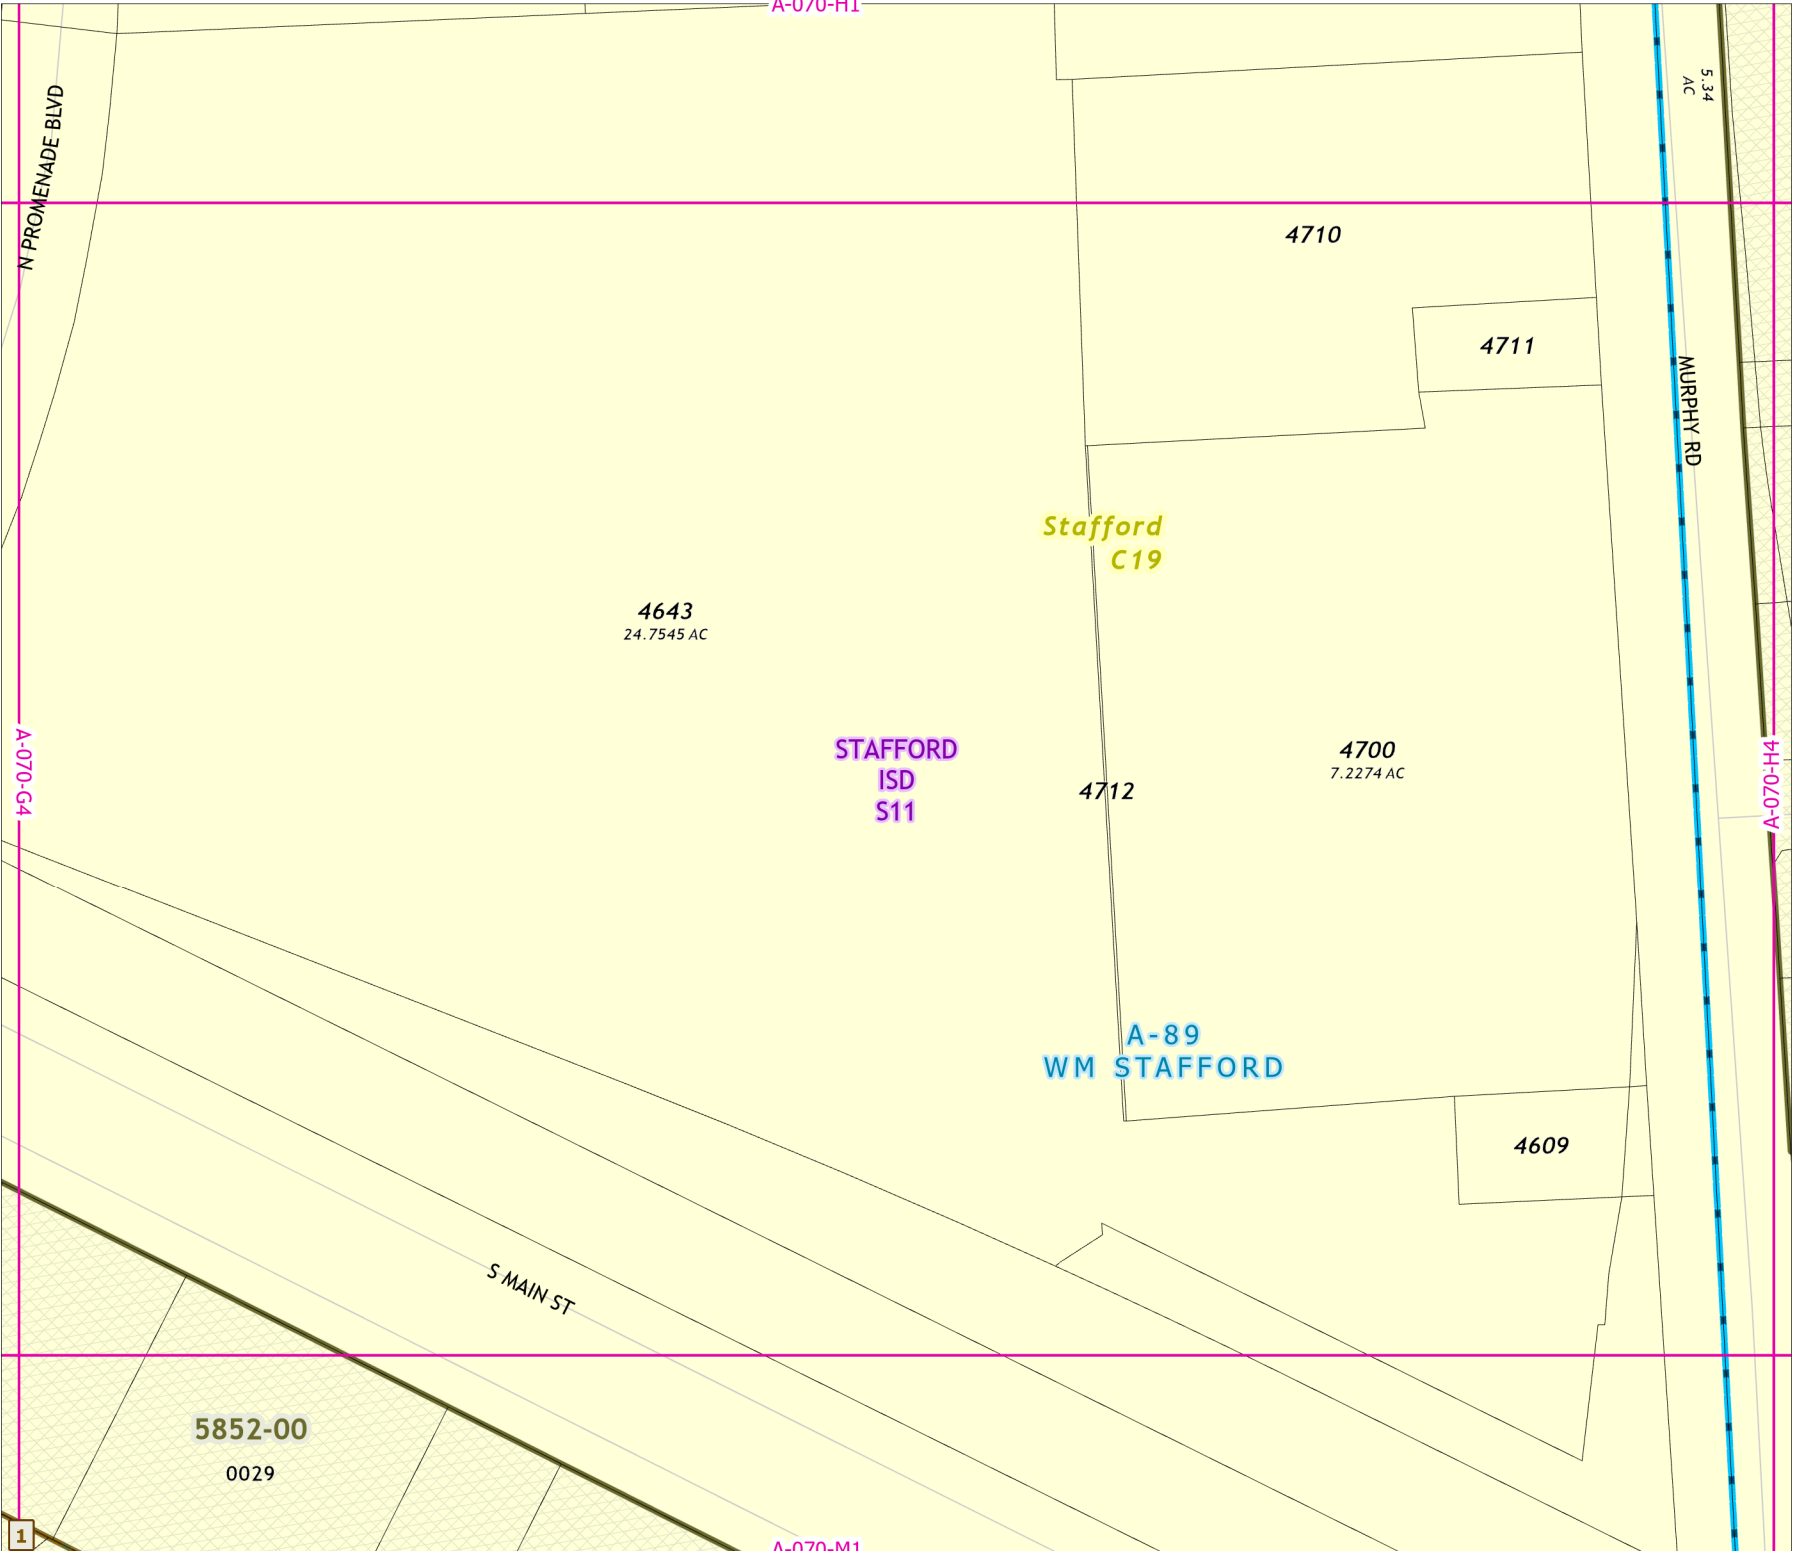 A-070-H1
5.34
AC
N PROMENADE BLVD
4710
4711
MURPHY RD
Stafford
C19
4643
24.7545 AC
STAFFORD
ISD
S11
4712
4700
7.2274 AC
A-070-G4
A-070-H4
A-89
WM STAFFORD
4609
S MAIN ST
5852-00
0029
1
A-070-M1